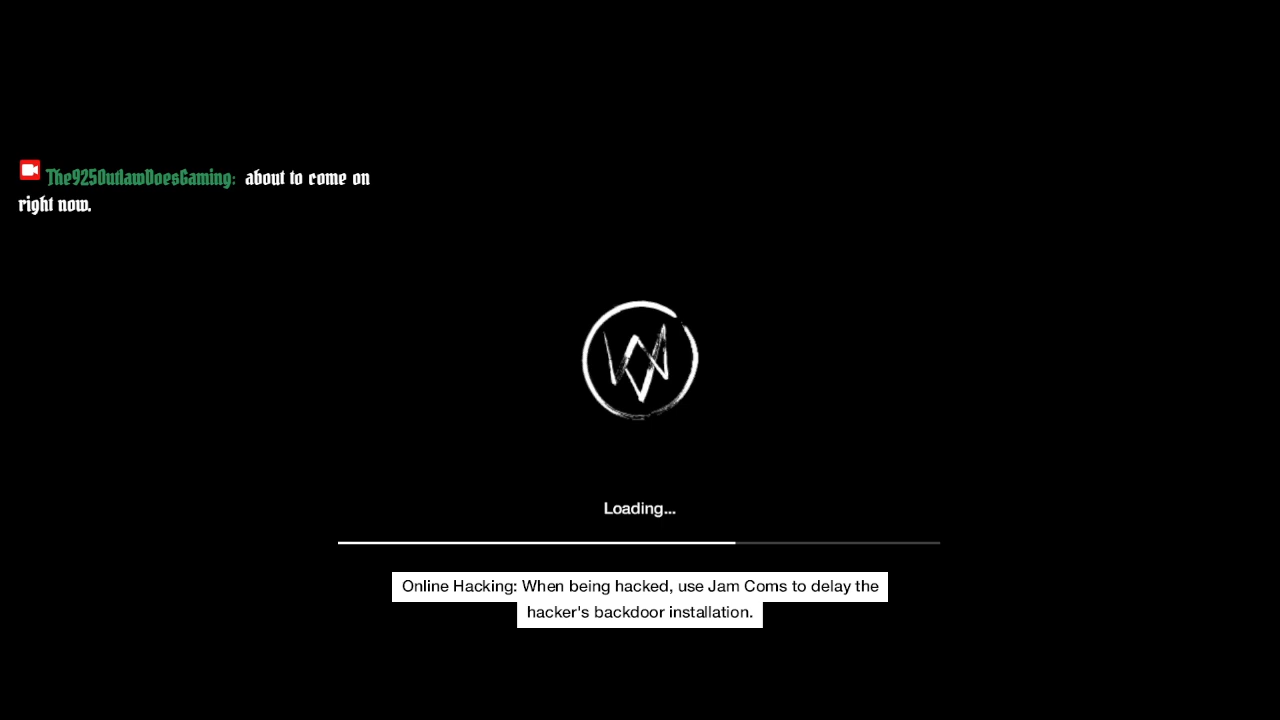 The925OutlawDoesGaming: about to come on
right now.
Loading...
Online Hacking: When being hacked, use Jam Coms to delay the
hacker's backdoor installation.